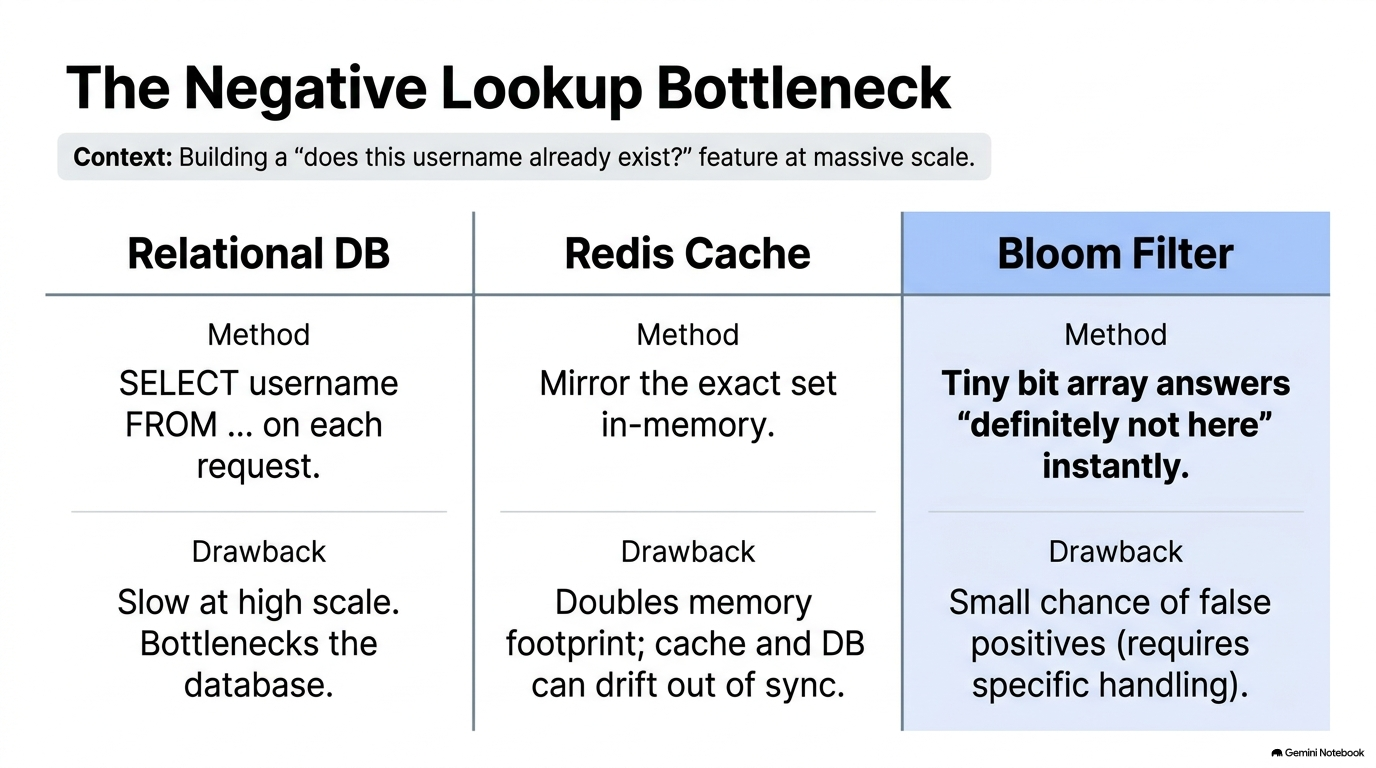 The Negative Lookup Bottleneck
Context: Building a “does this username already exist?” feature at massive scale.
Relational DB
Method
SELECT username
FROM ... on each
request.
Drawback
Slow at high scale.
Bottlenecks the
database.
Redis Cache
Method
Mirror the exact set
in-memory.
Drawback
Doubles memory
footprint; cache and DB
can drift out of sync.
Bloom Filter
Method
Tiny bit array answers
“definitely not here”
instantly.
Drawback
Small chance of false
positives (requires
specific handling).
Gemini Notebook